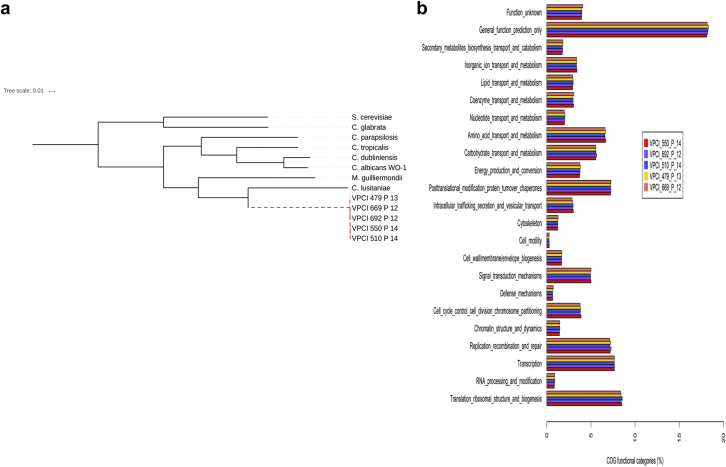 a
Tree scale: 0.01
S. cerevisiae
C. glabrata
C. parapsilosis
C. tropicalis
C. dubliniensis
C. albicans WO-1
M. guilliermondii
C. lusitaniae
VPCI 479 P 13
VPCI 669 P 12
VPCI 692 P 12
VPCI 550 P 14
VPCI 510 P 14
b
Function_unknown
General_function_prediction_only
Secondary_metabolites_biosynthesis_transport_and_catabolism
Inorganic_ion_transport_and_metabolism
Lipid_transport_and_metabolism
Coenzyme_transport_and_metabolism
Nucleotide_transport_and_metabolism
Amino_acid_transport_and_metabolism
Carbohydrate_transport_and_metabolism
Energy_production_and_conversion
Posttranslational_modification_protein_turnover_chaperones
Intracellular_trafficking_secretion_and_vesicular_transport
Cytoskeleton
Cell_motility
Cell_wall/membrane/envelope_biogenesis
Signal_transduction_mechanisms
Defense_mechanisms
Cell_cycle_control_cell_division_chromosome_partitioning
Chromatin_structure_and_dynamics
Replication_recombination_and_repair
Transcription
RNA_processing_and_modification
Translation_ribosomal_structure_and_biogenesis
VPCI_550_P_14
VPCI_692_P_12
VPCI_510_P_14
VPCI_479_P_13
VPCI_669_P_12
0 5 10 15 20
COG functional categories (%)